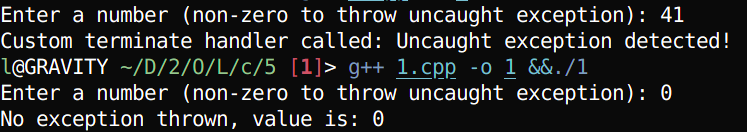 Enter a number (non-zero to throw uncaught exception): 41
Custom terminate handler called: Uncaught exception detected!
l@GRAVITY ~/D/2/O/L/c/5 [1]> g++ 1.cpp -o 1 &&./1
Enter a number (non-zero to throw uncaught exception): 0
No exception thrown, value is: 0